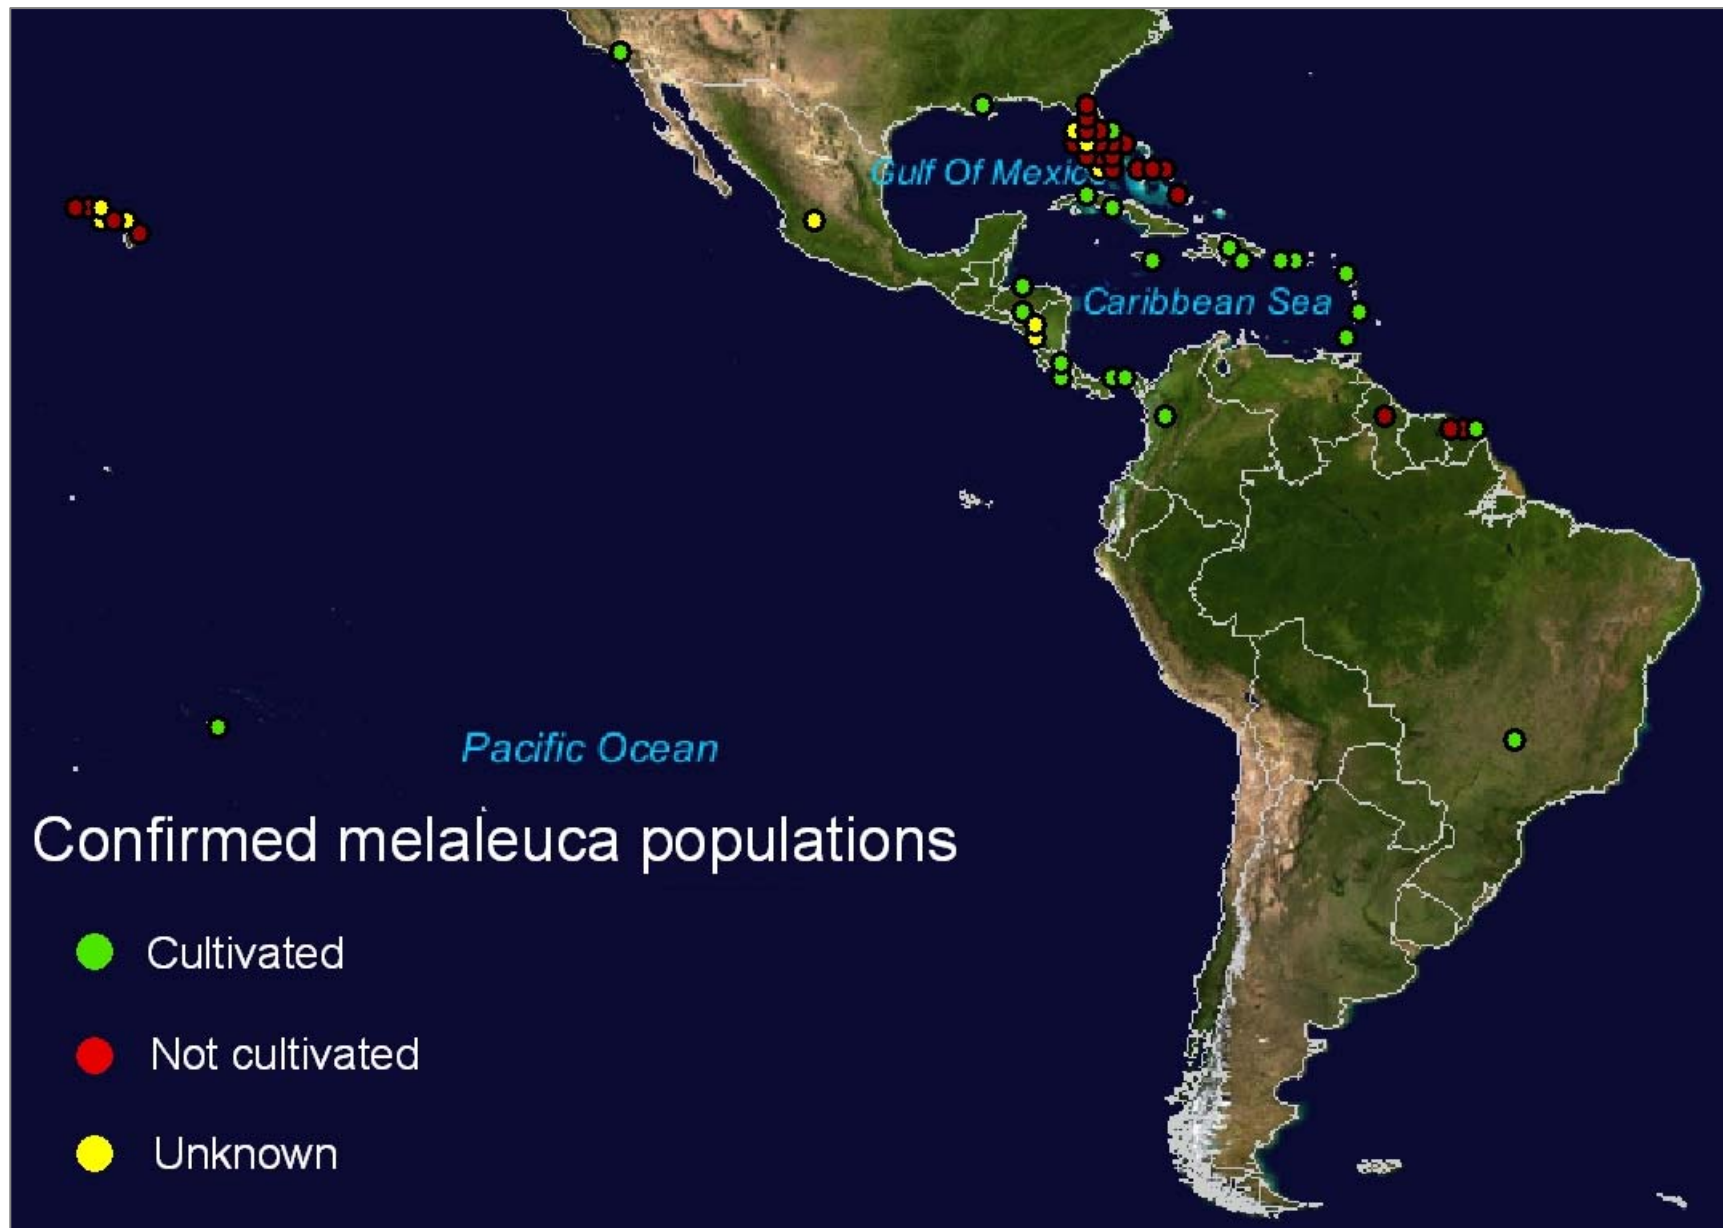 Gulf Of Mexico
Caribbean Sea
Pacific Ocean
Confirmed melaleuca populations
Cultivated
Not cultivated
Unknown